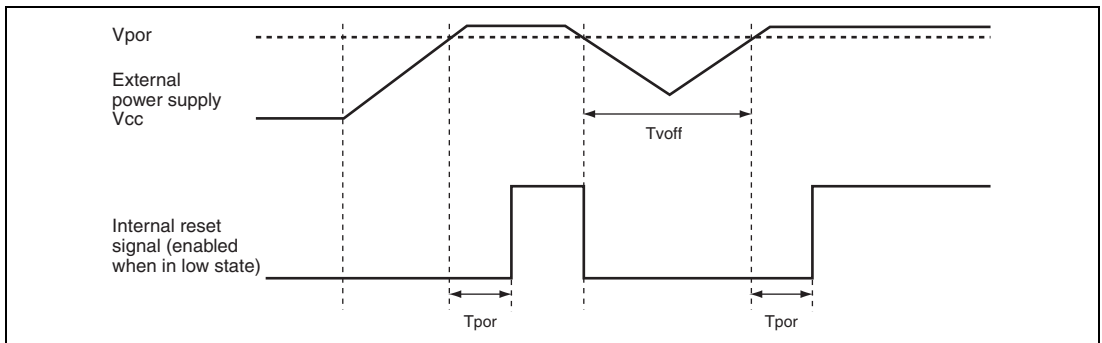 Vpor
External
power supply
Vcc
Tvoff
Internal reset
signal (enabled
when in low state)
Tpor
Tpor